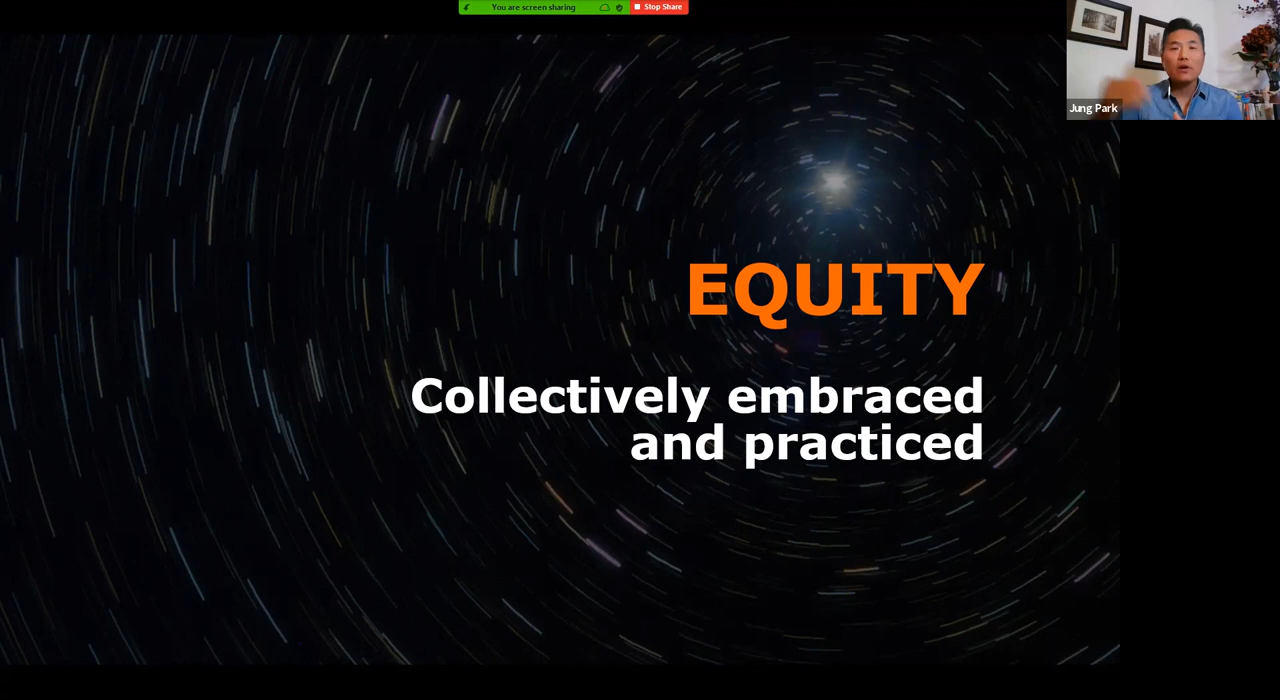 You are screen sharing
Stop Share
Jung Park
EQUITY
Collectively embraced
and practiced